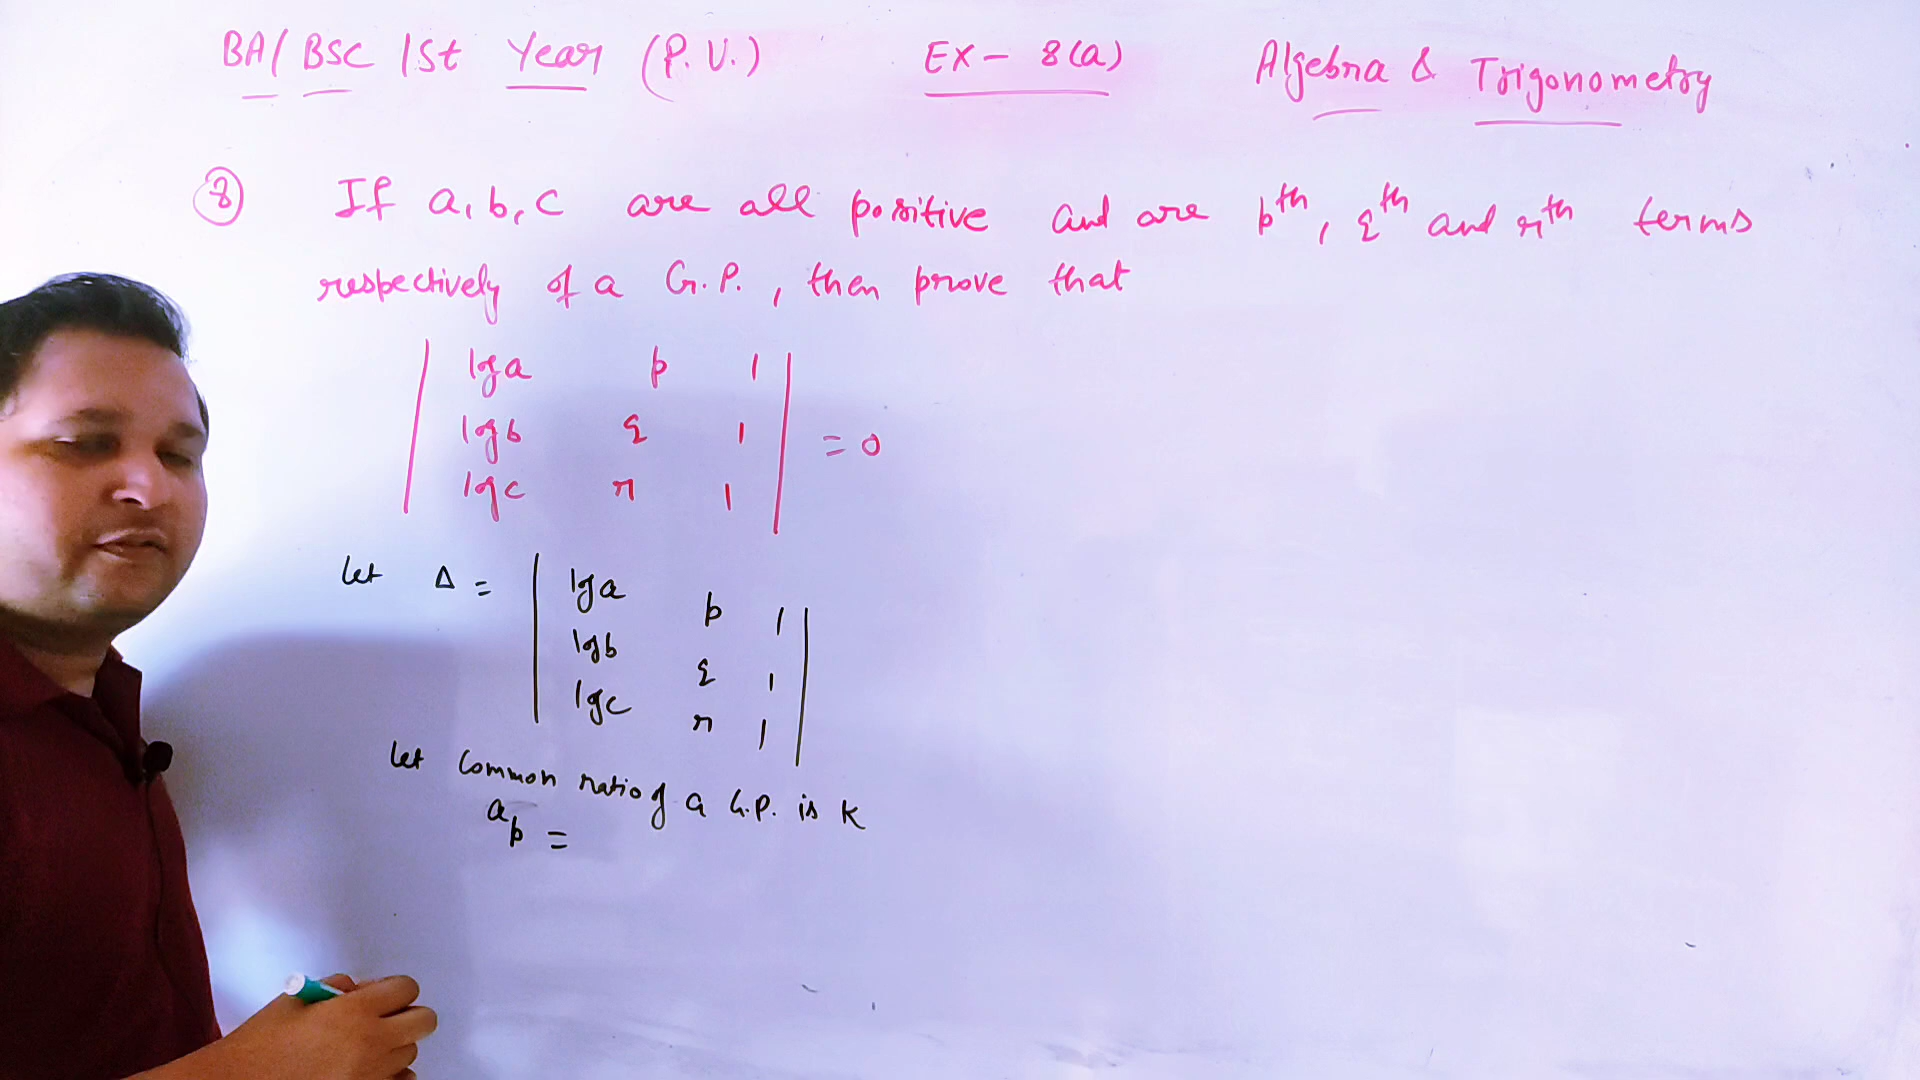 BA/BSC 1st Year (P.U.) EX- 8(a) Algebra & Trigonometry
8 If a, b, c are all positive and are pth, qth and rth terms
respectively of a G.P., then prove that
| log a p 1 |
| log b q 1 | = 0
| log c r 1 |
let Δ = | log a p 1 |
| log b q 1 |
| log c r 1 |
let common ratio of a G.P. is k
a_p =